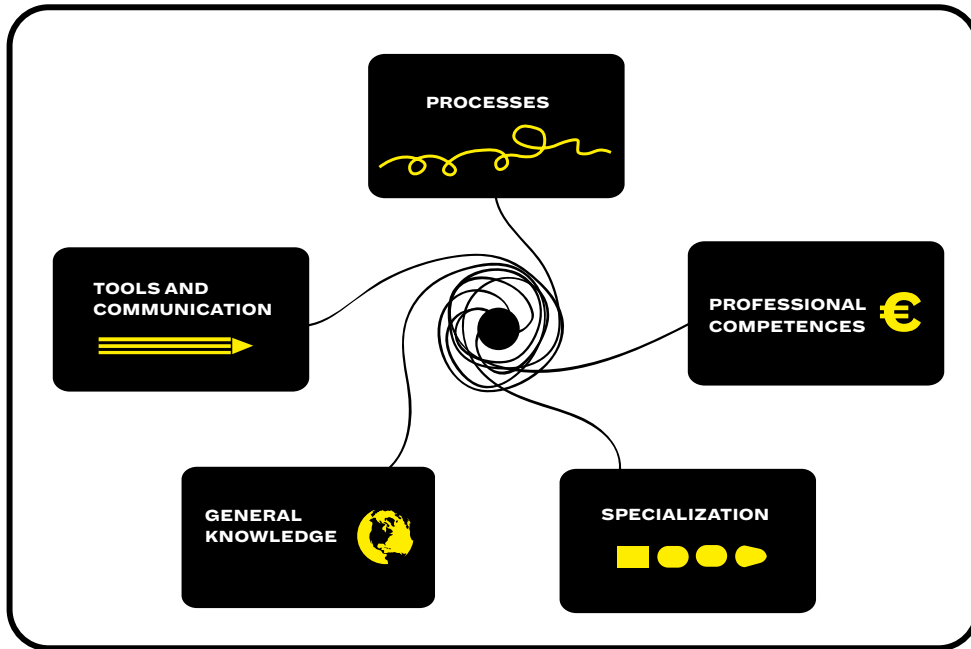 PROCESSES
TOOLS AND
COMMUNICATION
PROFESSIONAL
COMPETENCES
€
GENERAL
KNOWLEDGE
SPECIALIZATION